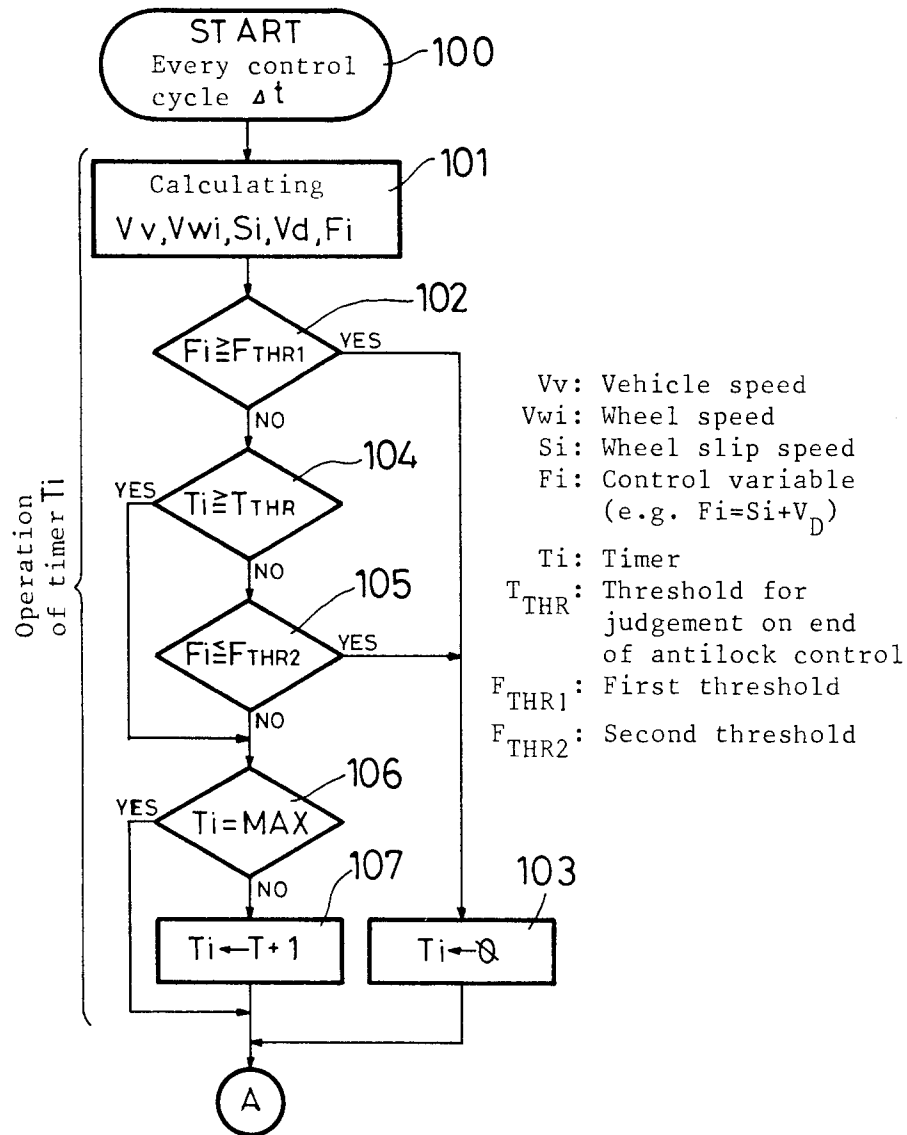 START
100
Every control
cycle Δt
101
Calculating
Vv, Vwi, Si, Vd, Fi
102
Fi≧FTHR1
YES
NO
104
YES
Ti≧TTHR
NO
105
Fi≦FTHR2
YES
NO
106
YES
Ti=MAX
NO
107
Ti←T+1
103
Ti←0
A
Operation
of timer Ti
Vv: Vehicle speed
Vwi: Wheel speed
Si: Wheel slip speed
Fi: Control variable
(e.g. Fi=Si+VD)
Ti: Timer
TTHR: Threshold for
judgement on end
of antilock control
FTHR1: First threshold
FTHR2: Second threshold